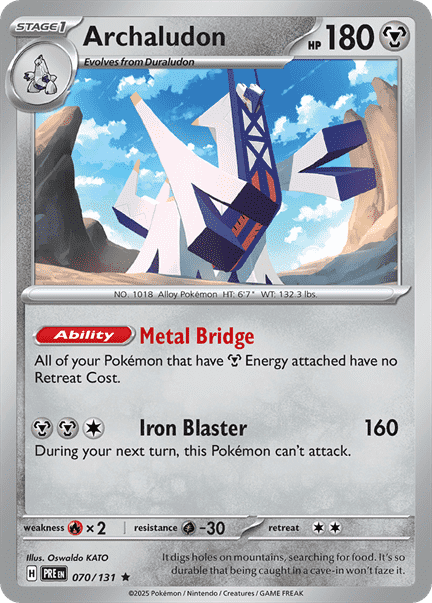 STAGE 1 Archaludon HP 180
Evolves from Duraludon
NO. 1018 Alloy Pokémon HT: 6'7" WT: 132.3 lbs.
Ability Metal Bridge
All of your Pokémon that have Energy attached have no
Retreat Cost.
Iron Blaster 160
During your next turn, this Pokémon can't attack.
weakness ×2 resistance -30 retreat
Illus. Oswaldo KATO
H PRE EN 070/131 ★
It digs holes on mountains, searching for food. It's so
durable that being caught in a cave-in won't faze it.
©2025 Pokémon / Nintendo / Creatures / GAME FREAK